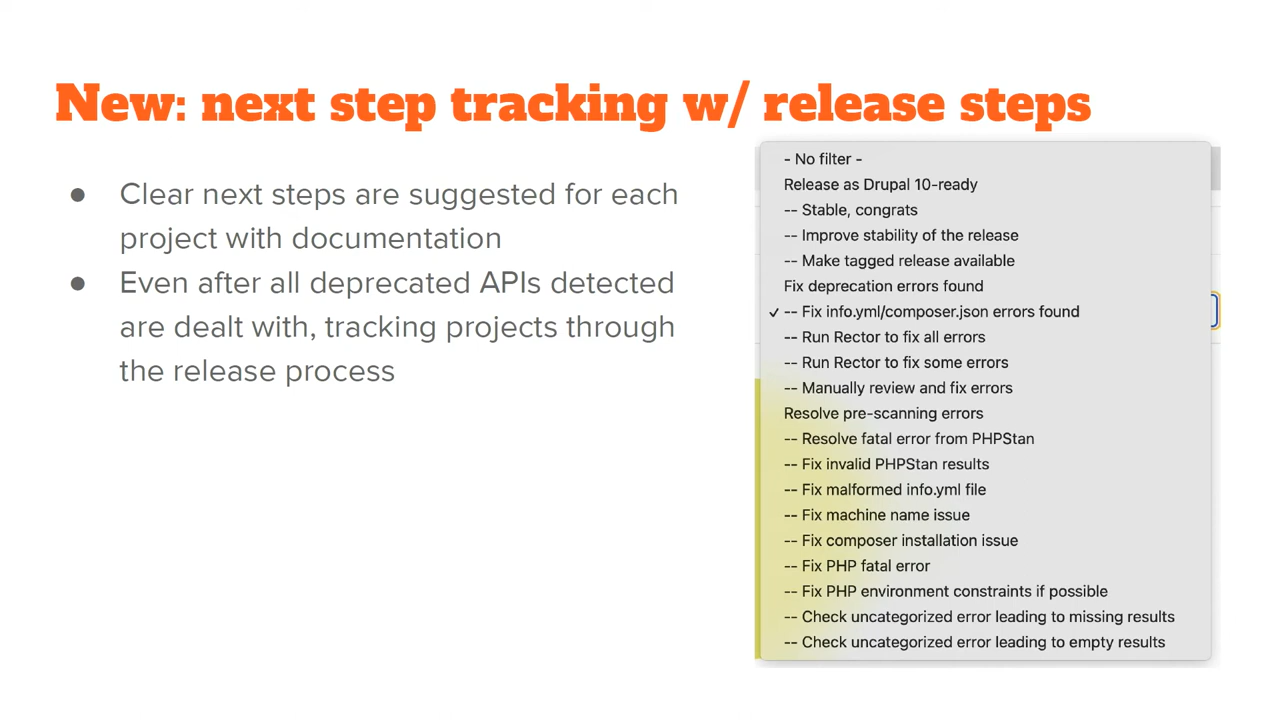 New: next step tracking w/ release steps
● Clear next steps are suggested for each
project with documentation
● Even after all deprecated APIs detected
are dealt with, tracking projects through
the release process
- No filter -
Release as Drupal 10-ready
-- Stable, congrats
-- Improve stability of the release
-- Make tagged release available
Fix deprecation errors found
✓ -- Fix info.yml/composer.json errors found
-- Run Rector to fix all errors
-- Run Rector to fix some errors
-- Manually review and fix errors
Resolve pre-scanning errors
-- Resolve fatal error from PHPStan
-- Fix invalid PHPStan results
-- Fix malformed info.yml file
-- Fix machine name issue
-- Fix composer installation issue
-- Fix PHP fatal error
-- Fix PHP environment constraints if possible
-- Check uncategorized error leading to missing results
-- Check uncategorized error leading to empty results